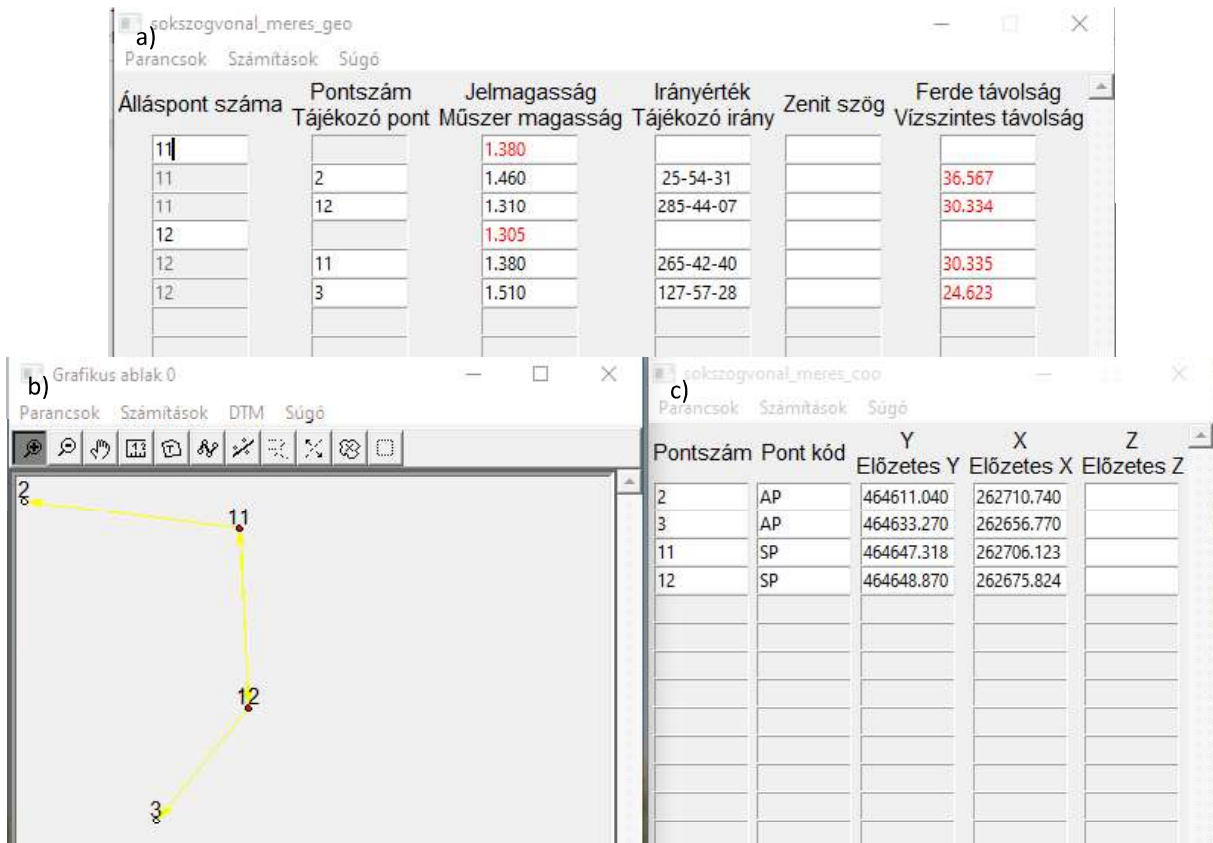 a)
sokszogvonal_meres_geo
Parancsok Számítások Súgó
Álláspont száma Pontszám Jelmagasság Irányérték Zenit szög Ferde távolság
Tájékozó pont Műszer magasság Tájékozó irány Vízszintes távolság
11 1.380
11 2 1.460 25-54-31 36.567
11 12 1.310 285-44-07 30.334
12 1.305
12 11 1.380 265-42-40 30.335
12 3 1.510 127-57-28 24.623
b)
Grafikus ablak 0
Parancsok Számítások DTM Súgó
2
11
12
3
c)
sokszogvonal_meres_coo
Parancsok Számítások Súgó
Pontszám Pont kód Y X Z
Előzetes Y Előzetes X Előzetes Z
2 AP 464611.040 262710.740
3 AP 464633.270 262656.770
11 SP 464647.318 262706.123
12 SP 464648.870 262675.824